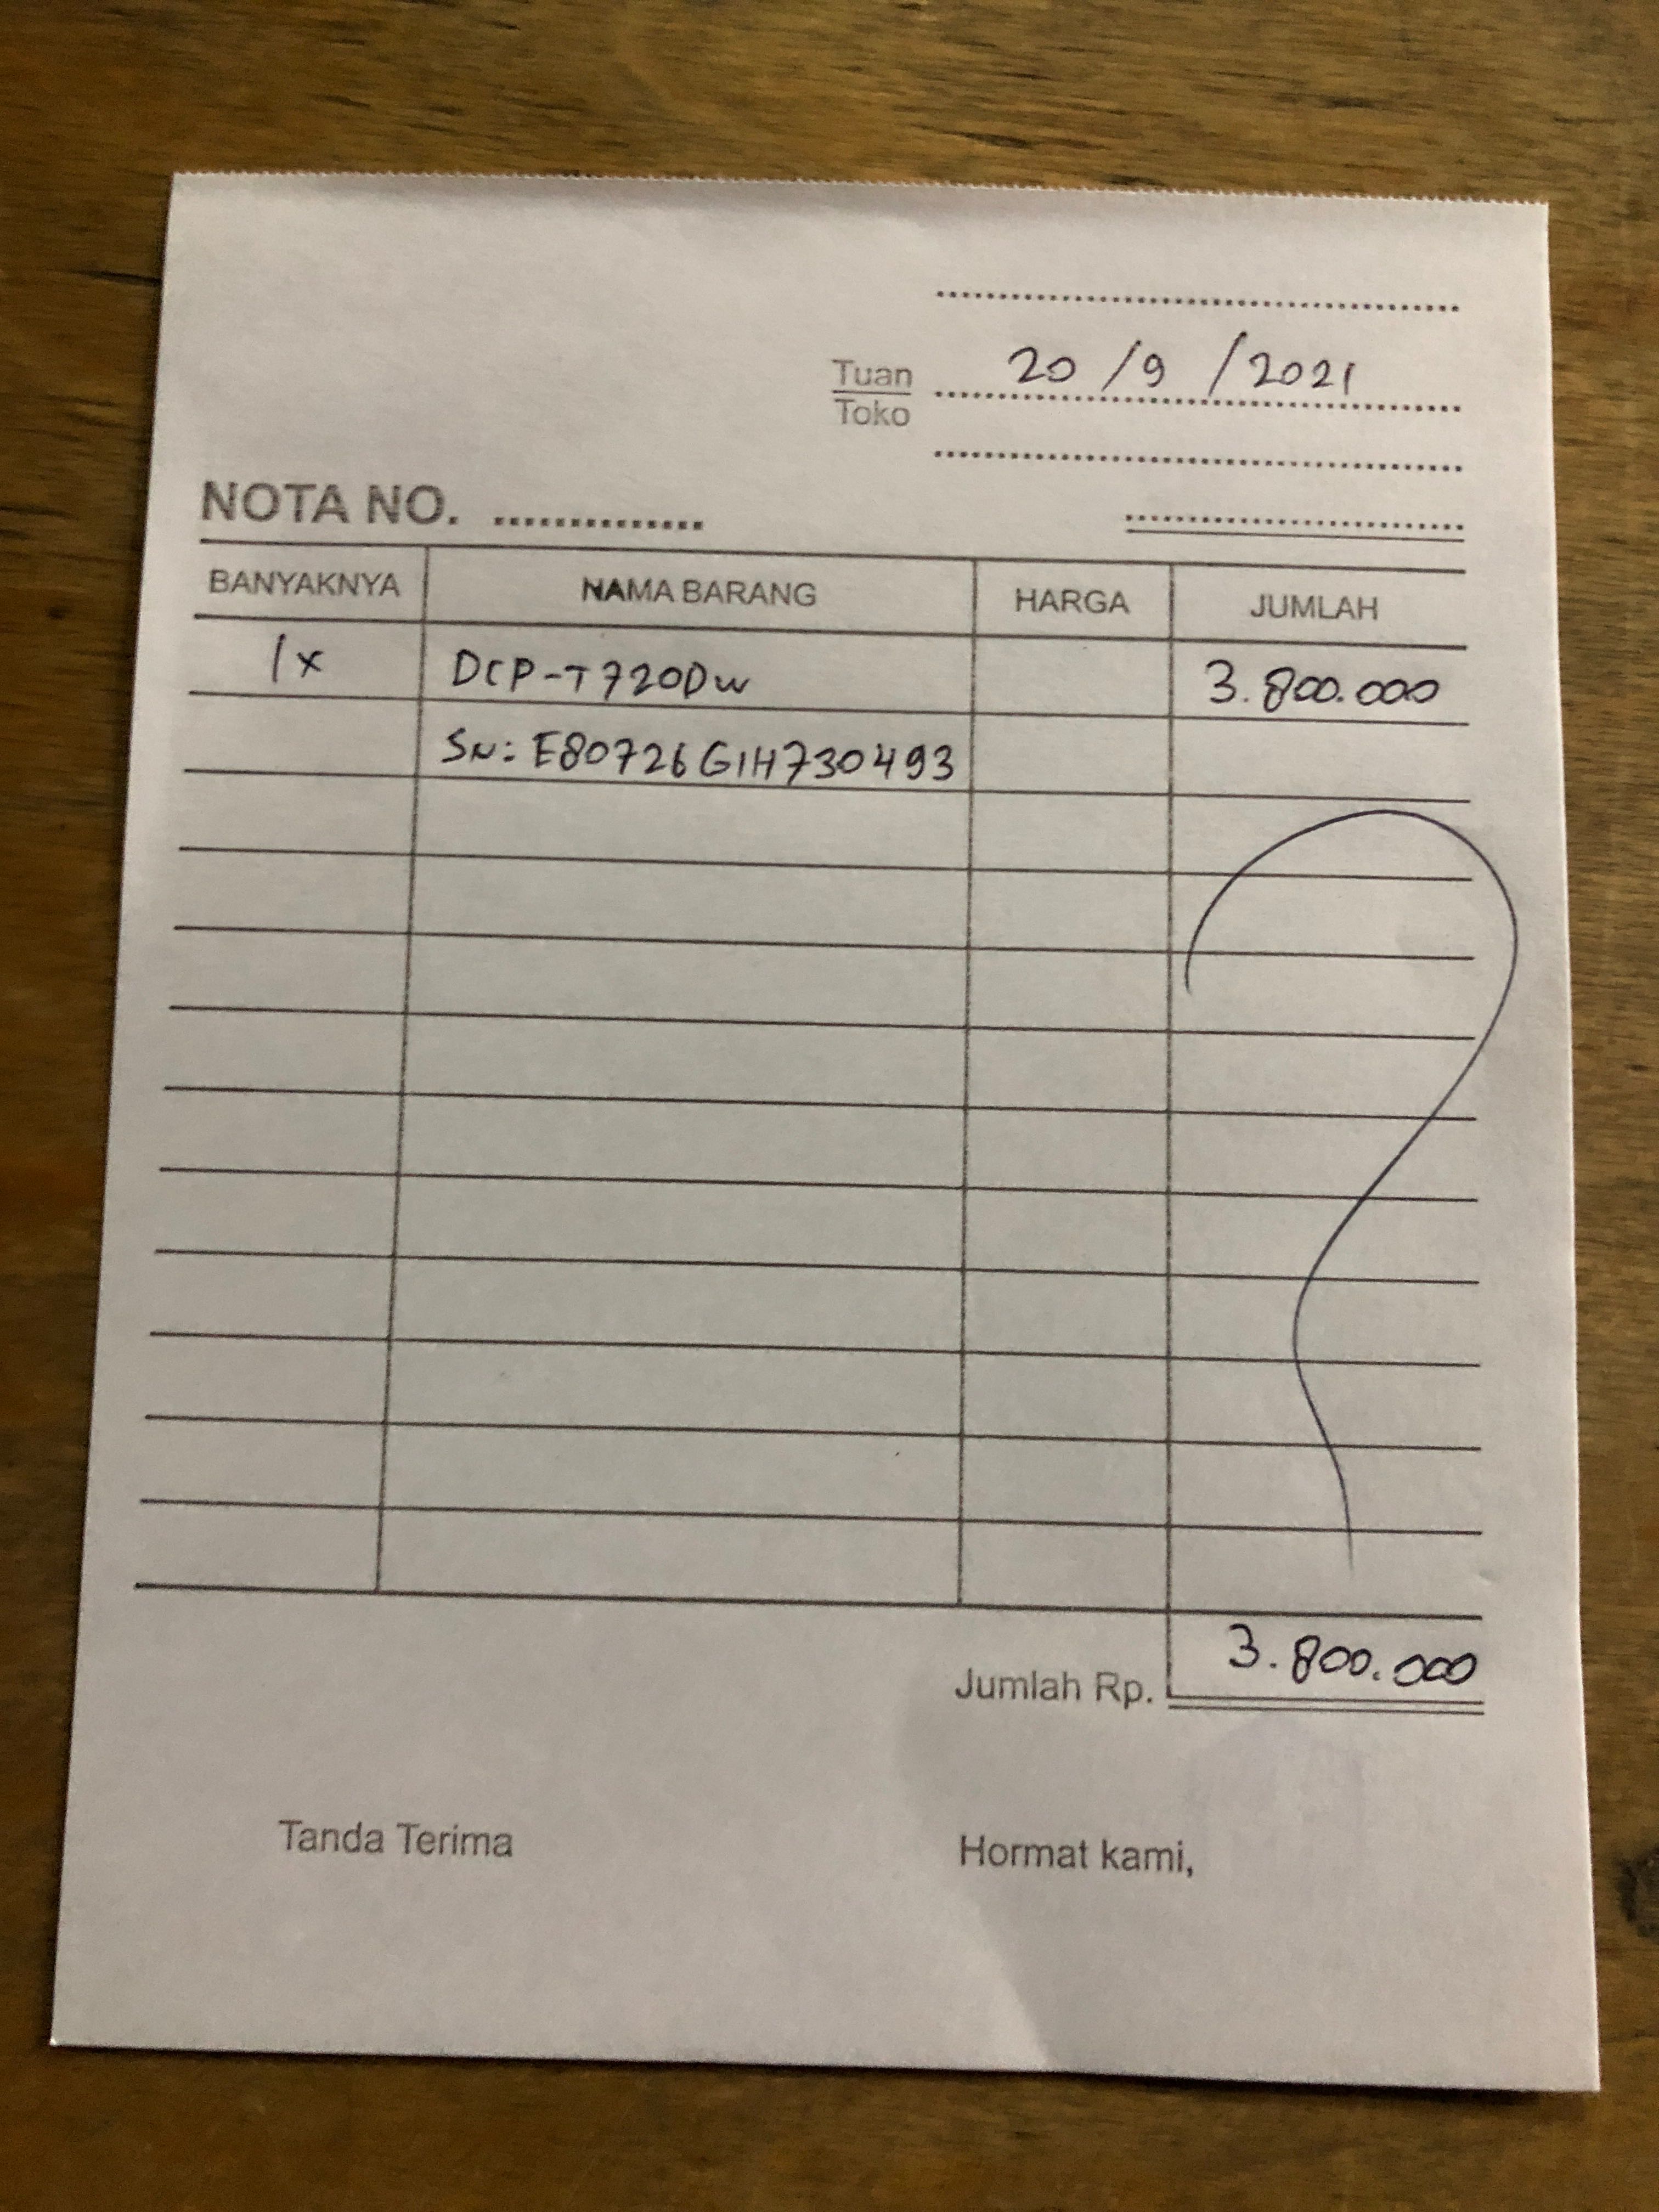 20/9/2021
Tuan
Toko
NOTA NO. ..............
BANYAKNYA NAMA BARANG HARGA JUMLAH
1x DCP-T720DW 3.800.000
SN: E80726G1H730493
Jumlah Rp. 3.800.000
Tanda Terima Hormat kami,